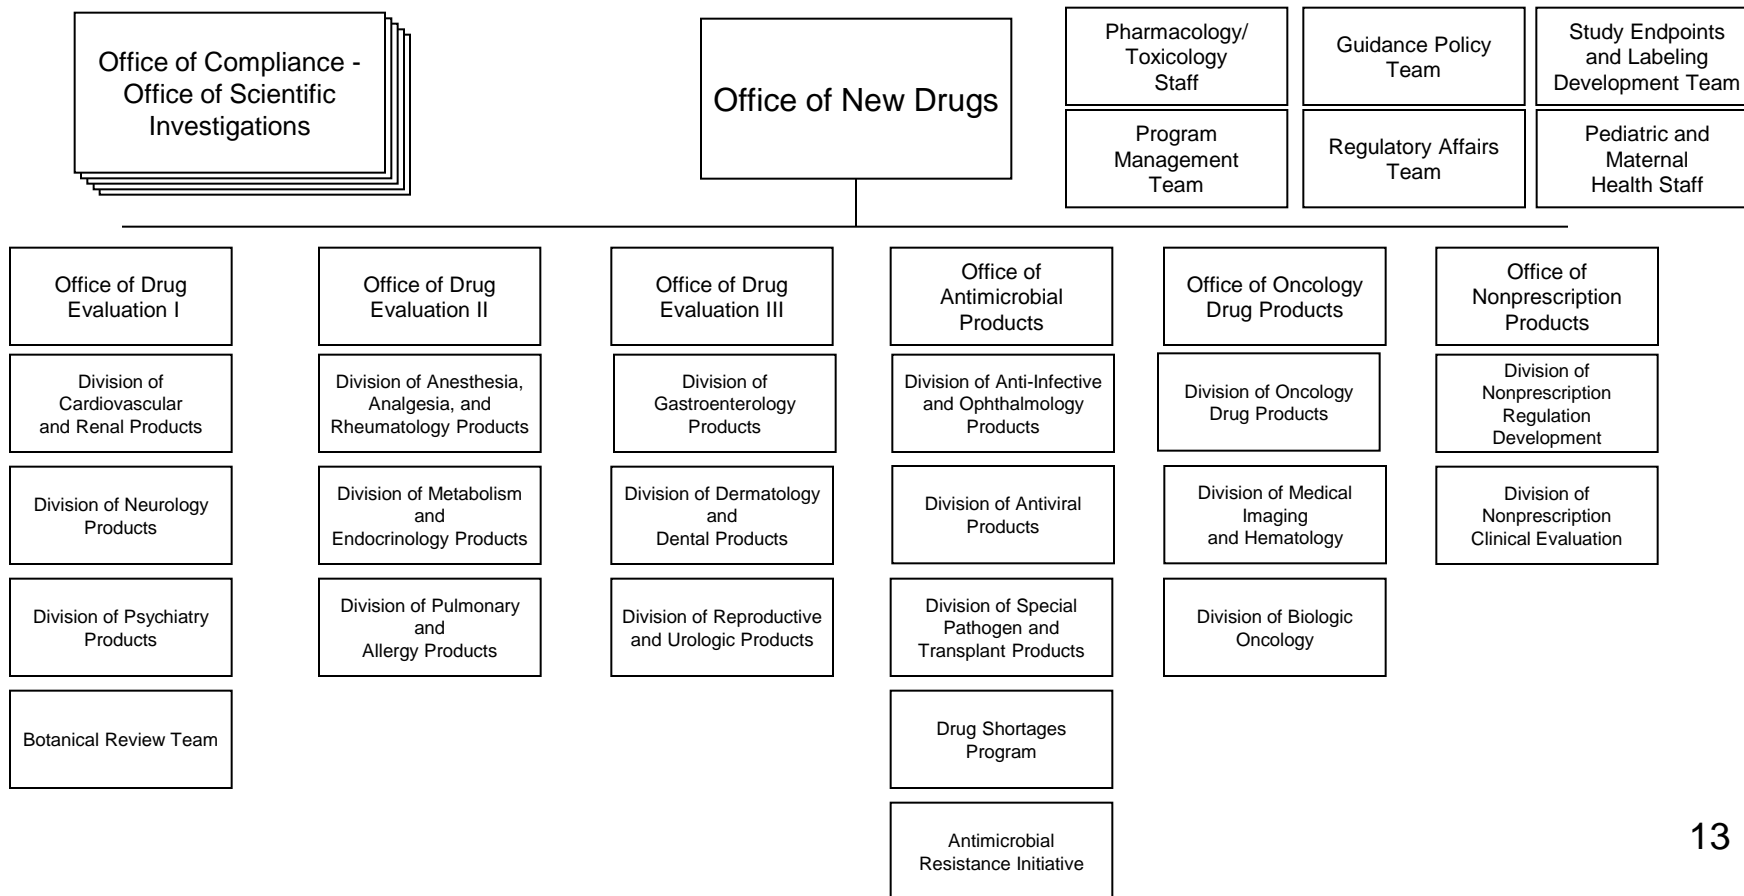 Office of Compliance -
Office of Scientific
Investigations
Office of New Drugs
Pharmacology/
Toxicology
Staff
Guidance Policy
Team
Study Endpoints
and Labeling
Development Team
Program
Management
Team
Regulatory Affairs
Team
Pediatric and
Maternal
Health Staff
Office of Drug
Evaluation I
Office of Drug
Evaluation II
Office of Drug
Evaluation III
Office of
Antimicrobial
Products
Office of Oncology
Drug Products
Office of
Nonprescription
Products
Division of
Cardiovascular
and Renal Products
Division of Anesthesia,
Analgesia, and
Rheumatology Products
Division of
Gastroenterology
Products
Division of Anti-Infective
and Ophthalmology
Products
Division of Oncology
Drug Products
Division of
Nonprescription
Regulation
Development
Division of Neurology
Products
Division of Metabolism
and
Endocrinology Products
Division of Dermatology
and
Dental Products
Division of Antiviral
Products
Division of Medical
Imaging
and Hematology
Division of
Nonprescription
Clinical Evaluation
Division of Psychiatry
Products
Division of Pulmonary
and
Allergy Products
Division of Reproductive
and Urologic Products
Division of Special
Pathogen and
Transplant Products
Division of Biologic
Oncology
Botanical Review Team
Drug Shortages
Program
Antimicrobial
Resistance Initiative
13